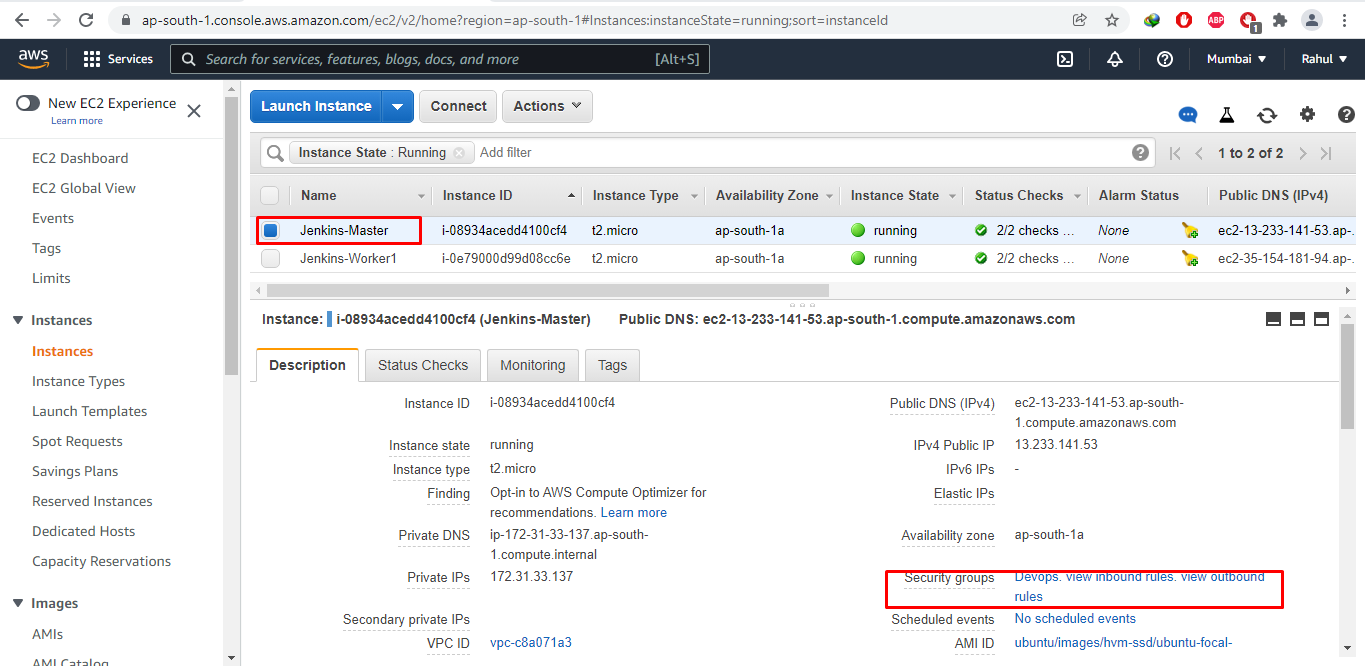 ap-south-1.console.aws.amazon.com/ec2/v2/home?region=ap-south-1#Instances:instanceState=running;sort=instanceId
ABP
1
aws
Services
Search for services, features, blogs, docs, and more
[Alt+S]
Mumbai
Rahul
New EC2 Experience
Learn more
EC2 Dashboard
EC2 Global View
Events
Tags
Limits
Instances
Instances
Instance Types
Launch Templates
Spot Requests
Savings Plans
Reserved Instances
Dedicated Hosts
Capacity Reservations
Images
AMIs
AMI Catalog
Launch Instance
Connect
Actions
Instance State : Running
Add filter
1 to 2 of 2
Name Instance ID Instance Type Availability Zone Instance State Status Checks Alarm Status Public DNS (IPv4)
Jenkins-Master i-08934acedd4100cf4 t2.micro ap-south-1a running 2/2 checks ... None ec2-13-233-141-53.ap-...
Jenkins-Worker1 i-0e79000d99d08cc6e t2.micro ap-south-1a running 2/2 checks ... None ec2-35-154-181-94.ap-...
Instance: i-08934acedd4100cf4 (Jenkins-Master) Public DNS: ec2-13-233-141-53.ap-south-1.compute.amazonaws.com
Description Status Checks Monitoring Tags
Instance ID i-08934acedd4100cf4
Instance state running
Instance type t2.micro
Finding Opt-in to AWS Compute Optimizer for
recommendations. Learn more
Private DNS ip-172-31-33-137.ap-south-
1.compute.internal
Private IPs 172.31.33.137
Secondary private IPs
VPC ID vpc-c8a071a3
Public DNS (IPv4) ec2-13-233-141-53.ap-south-
1.compute.amazonaws.com
IPv4 Public IP 13.233.141.53
IPv6 IPs -
Elastic IPs
Availability zone ap-south-1a
Security groups Devops. view inbound rules. view outbound
rules
Scheduled events No scheduled events
AMI ID ubuntu/images/hvm-ssd/ubuntu-focal-